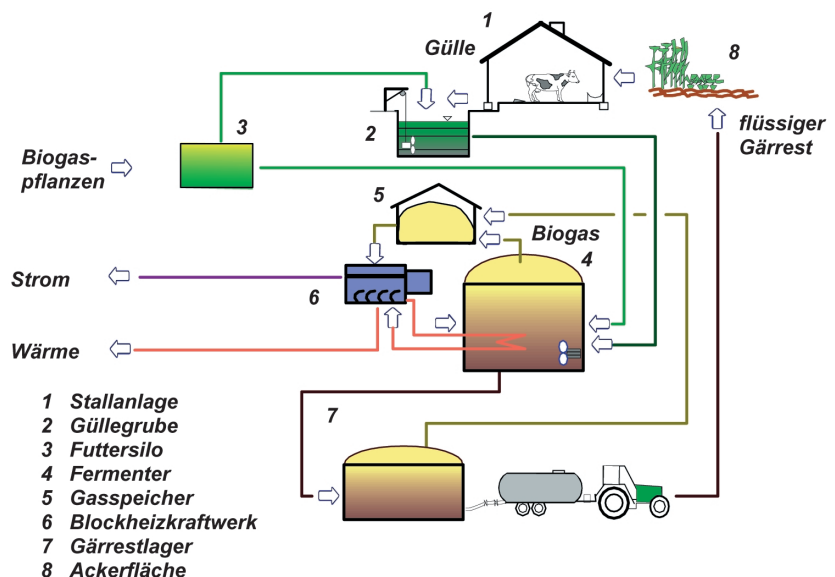 1
Gülle
8
2
3
flüssiger
Gärrest
Biogas-
pflanzen
5
Biogas
4
Strom
6
Wärme
7
1 Stallanlage
2 Güllegrube
3 Futtersilo
4 Fermenter
5 Gasspeicher
6 Blockheizkraftwerk
7 Gärrestlager
8 Ackerfläche